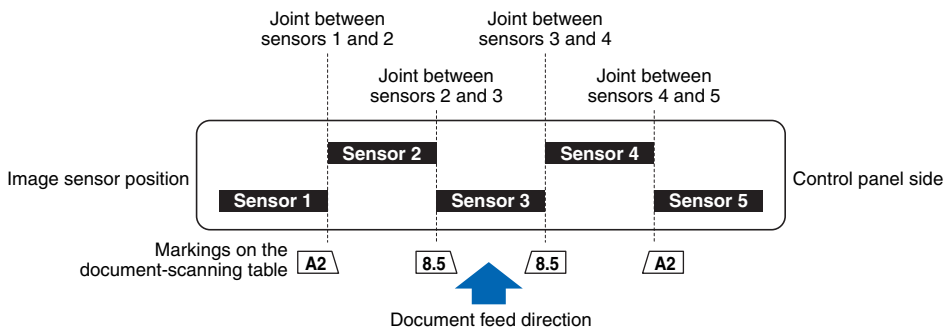 Joint between
sensors 1 and 2
Joint between
sensors 3 and 4
Joint between
sensors 2 and 3
Joint between
sensors 4 and 5
Sensor 2
Sensor 4
Image sensor position
Control panel side
Sensor 1
Sensor 3
Sensor 5
Markings on the
document-scanning table
A2
8.5
8.5
A2
Document feed direction